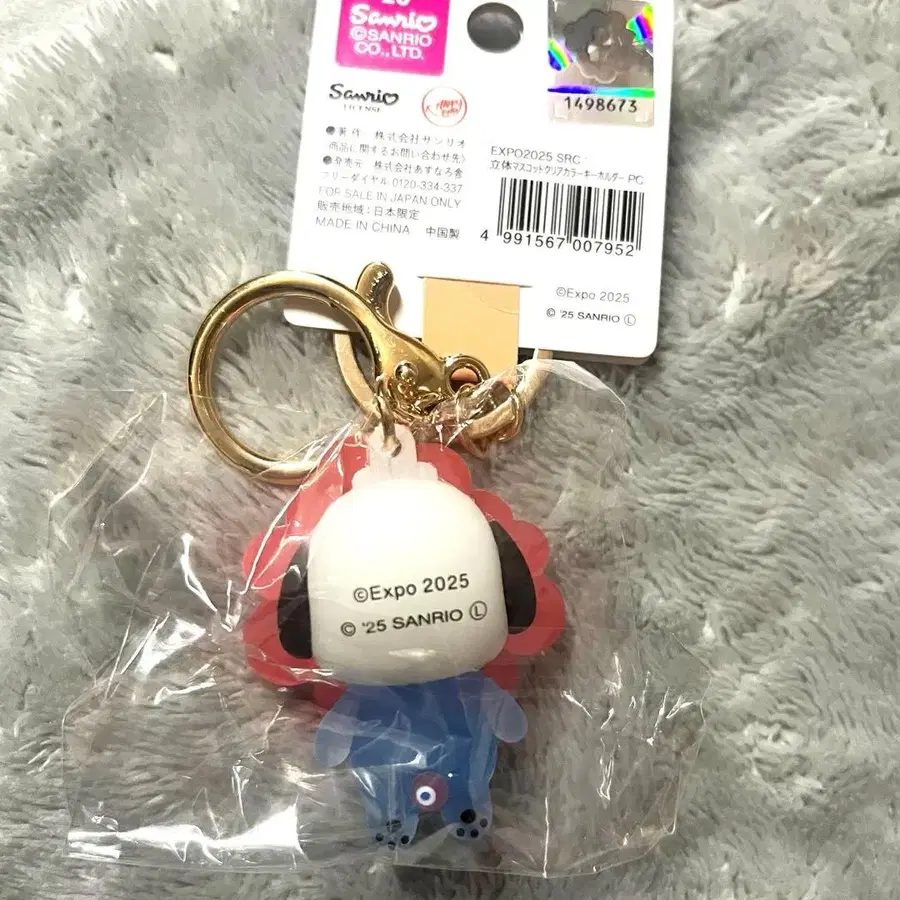 Sanrio
©SANRIO
CO.,LTD.
Sanrio
LICENSE
1498673
●著作 株式会社サンリオ
商品に関するお問い合わせ先〉
●発売元 株式会社あすなろ舎
フリーダイヤル 0120-334-337
FOR SALE IN JAPAN ONLY
販売地域:日本限定
MADE IN CHINA 中国製
EXPO2025 SRC
立体マスコットクリアカラーキーホルダー PC
4 991567 007952
©Expo 2025
© '25 SANRIO Ⓛ
©Expo 2025
© '25 SANRIO Ⓛ